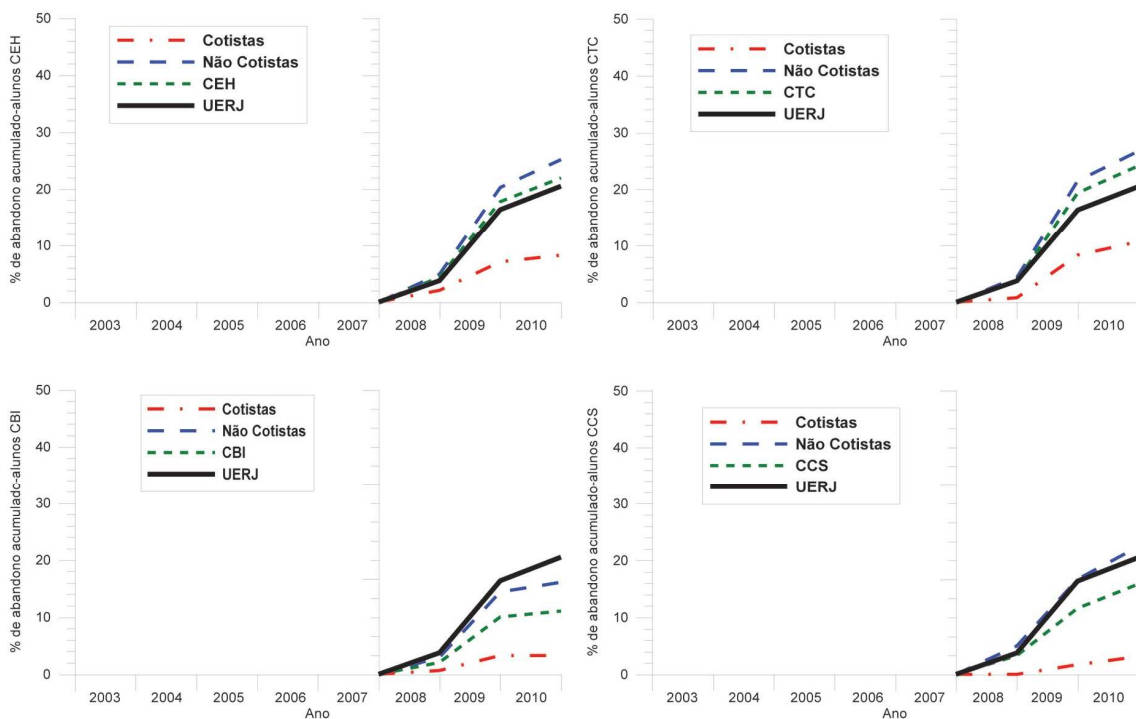 % de abandono acumulado-alunos CEH
50
40
30
20
10
0
Cotistas
Não Cotistas
CEH
UERJ
2003 2004 2005 2006 2007 2008 2009 2010
Ano
% de abandono acumulado-alunos CTC
50
40
30
20
10
0
Cotistas
Não Cotistas
CTC
UERJ
2003 2004 2005 2006 2007 2008 2009 2010
Ano
% de abandono acumulado-alunos CBI
50
40
30
20
10
0
Cotistas
Não Cotistas
CBI
UERJ
2003 2004 2005 2006 2007 2008 2009 2010
Ano
% de abandono acumulado-alunos CCS
50
40
30
20
10
0
Cotistas
Não Cotistas
CCS
UERJ
2003 2004 2005 2006 2007 2008 2009 2010
Ano